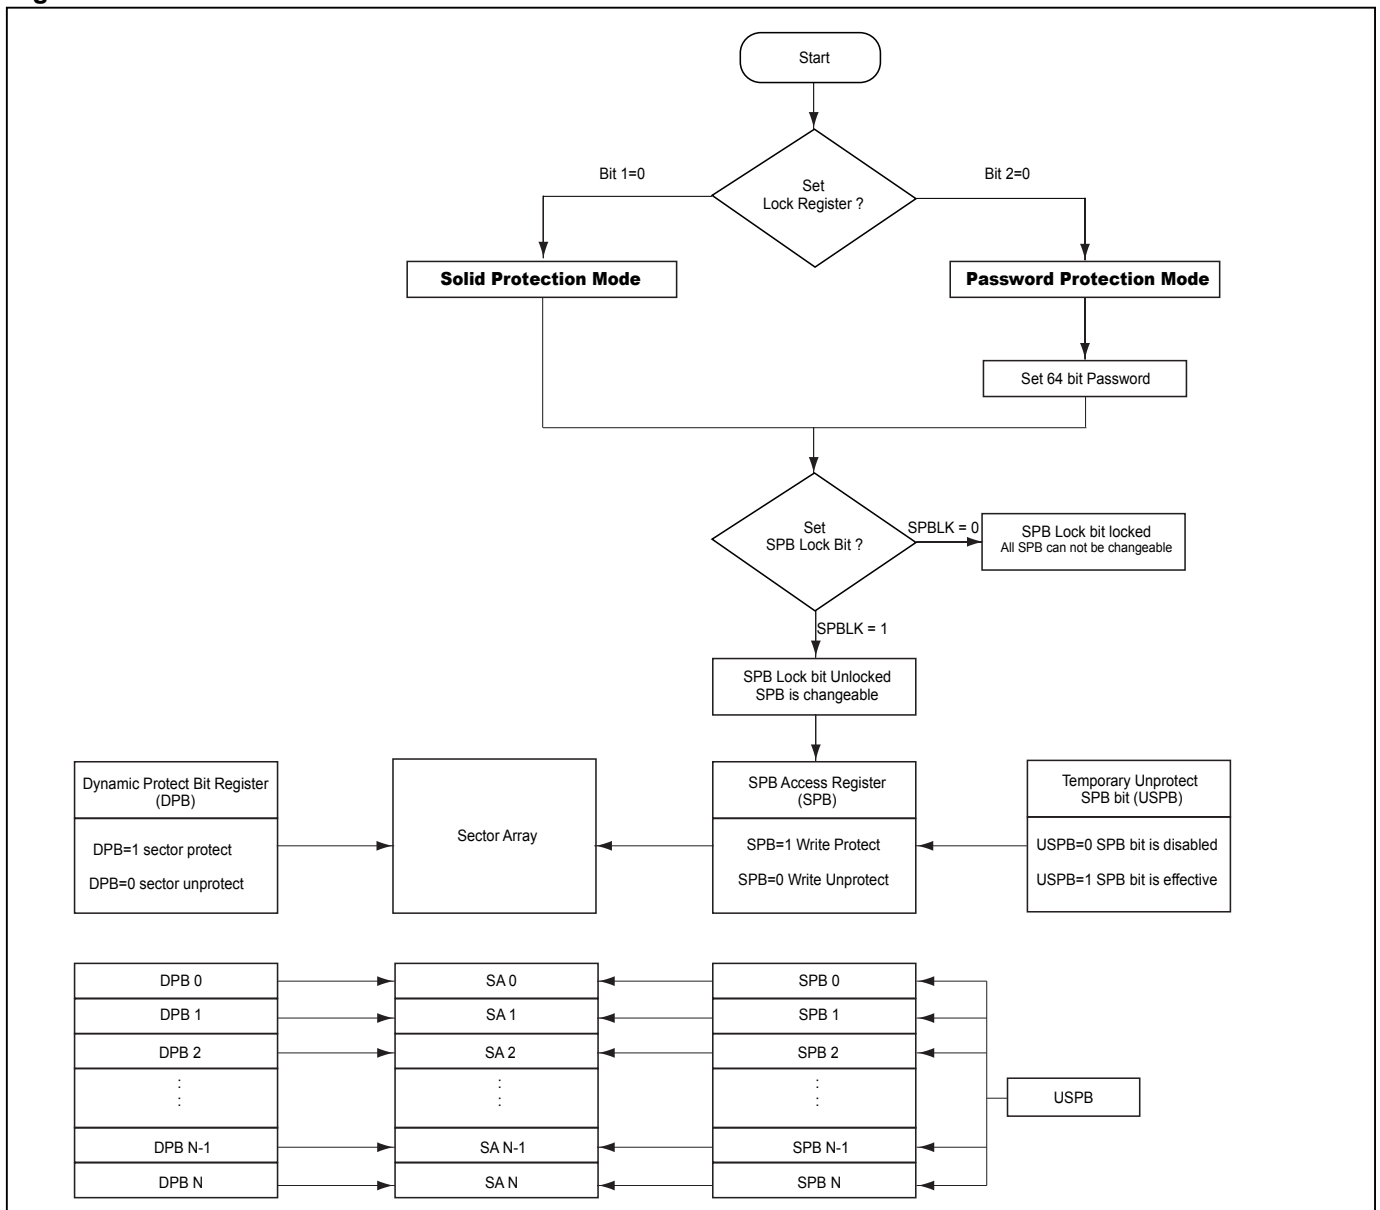 Start
Bit 1=0
Bit 2=0
Set
Lock Register ?
Solid Protection Mode
Password Protection Mode
Set 64 bit Password
Set
SPB Lock Bit ?
SPBLK = 0
SPB Lock bit locked
All SPB can not be changeable
SPBLK = 1
SPB Lock bit Unlocked
SPB is changeable
Dynamic Protect Bit Register
(DPB)
DPB=1 sector protect
DPB=0 sector unprotect
Sector Array
SPB Access Register
(SPB)
SPB=1 Write Protect
SPB=0 Write Unprotect
Temporary Unprotect
SPB bit (USPB)
USPB=0 SPB bit is disabled
USPB=1 SPB bit is effective
DPB 0
SA 0
SPB 0
DPB 1
SA 1
SPB 1
DPB 2
SA 2
SPB 2
USPB
DPB N-1
SA N-1
SPB N-1
DPB N
SA N
SPB N